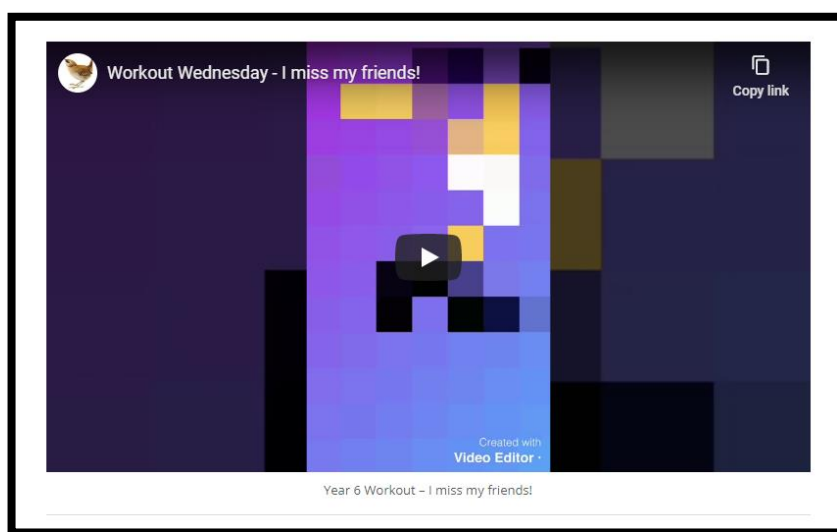 Workout Wednesday - I miss my friends!
Copy link
Created with
Video Editor ·
Year 6 Workout – I miss my friends!